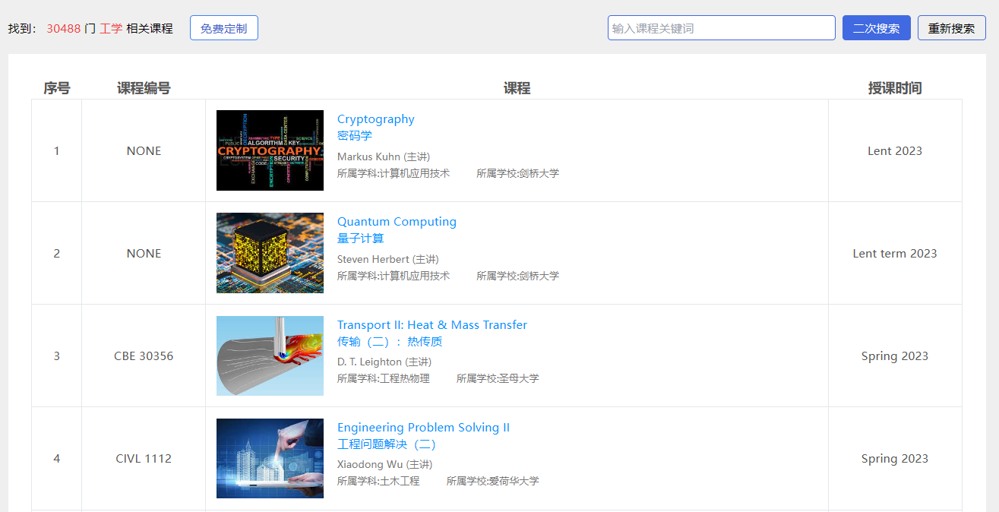 找到： 30488 门 工学 相关课程 免费定制 输入课程关键词 二次搜索 重新搜索
序号 课程编号 课程 授课时间
1 NONE
DECRYPTION
DATA CENTER
PUBLIC
ALGORITHM KEY
SCIENCE
CRYPTOGRAPHY
SECURITY
CODE
STREAM
EXCHANGE
ENCRYPTION
Cryptography
密码学
Markus Kuhn (主讲)
所属学科:计算机应用技术 所属学校:剑桥大学
Lent 2023
2 NONE
Quantum Computing
量子计算
Steven Herbert (主讲)
所属学科:计算机应用技术 所属学校:剑桥大学
Lent term 2023
3 CBE 30356
Transport II: Heat & Mass Transfer
传输（二）：热传质
D. T. Leighton (主讲)
所属学科:工程热物理 所属学校:圣母大学
Spring 2023
4 CIVL 1112
Engineering Problem Solving II
工程问题解决（二）
Xiaodong Wu (主讲)
所属学科:土木工程 所属学校:爱荷华大学
Spring 2023